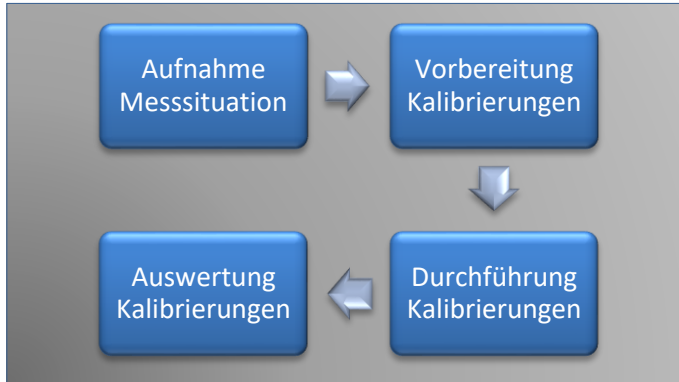 Aufnahme
Messsituation
Vorbereitung
Kalibrierungen
Durchführung
Kalibrierungen
Auswertung
Kalibrierungen